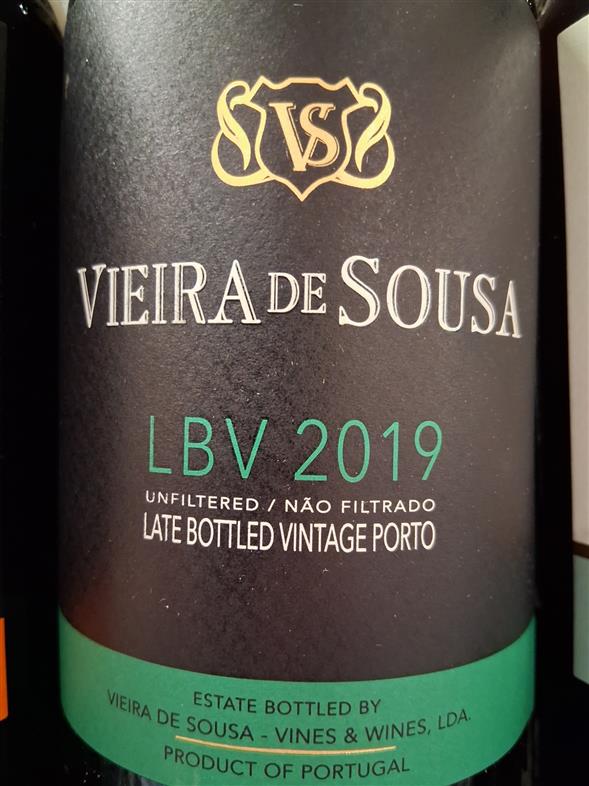 VS
VIEIRA DE SOUSA
LBV 2019
UNFILTERED / NÃO FILTRADO
LATE BOTTLED VINTAGE PORTO
ESTATE BOTTLED BY
VIEIRA DE SOUSA - VINES & WINES, LDA.
PRODUCT OF PORTUGAL